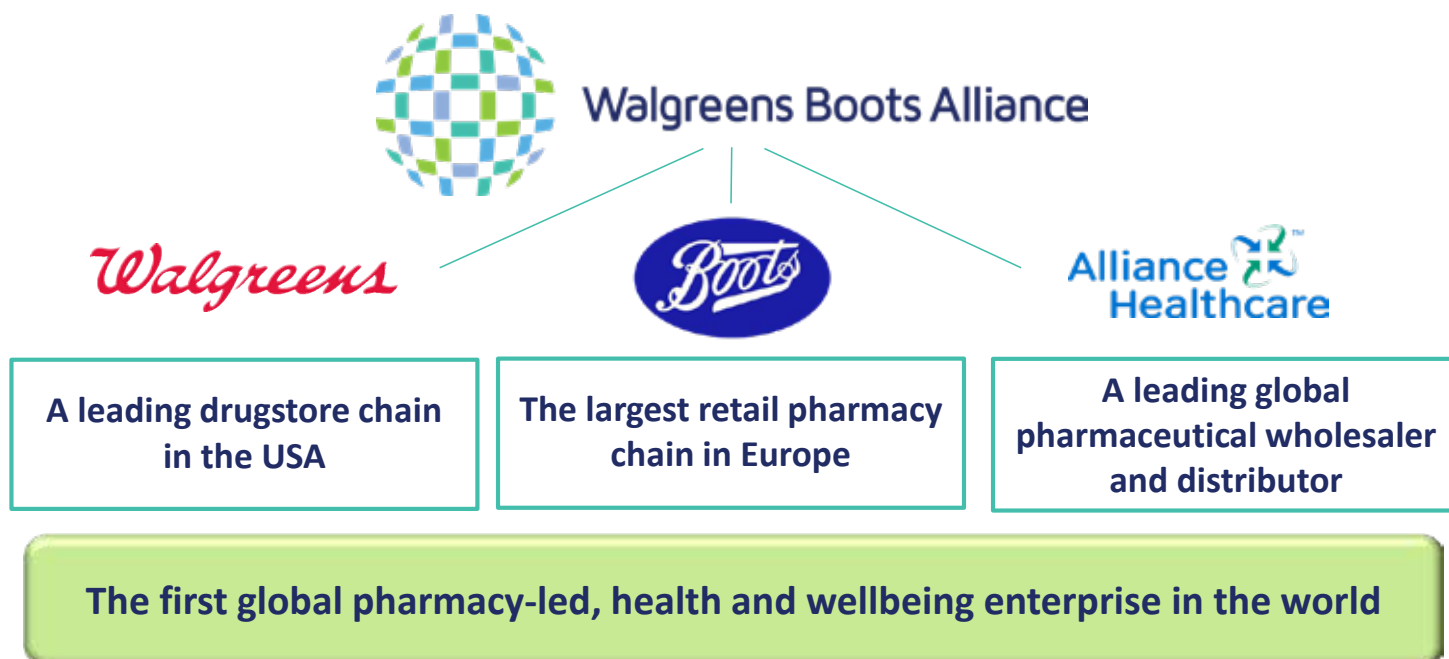 Walgreens Boots Alliance
Walgreens
Boots
Alliance
Healthcare
™
A leading drugstore chain
in the USA
The largest retail pharmacy
chain in Europe
A leading global
pharmaceutical wholesaler
and distributor
The first global pharmacy-led, health and wellbeing enterprise in the world